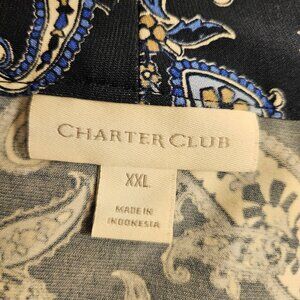 CHARTER CLUB
XXL
MADE IN
INDONESIA